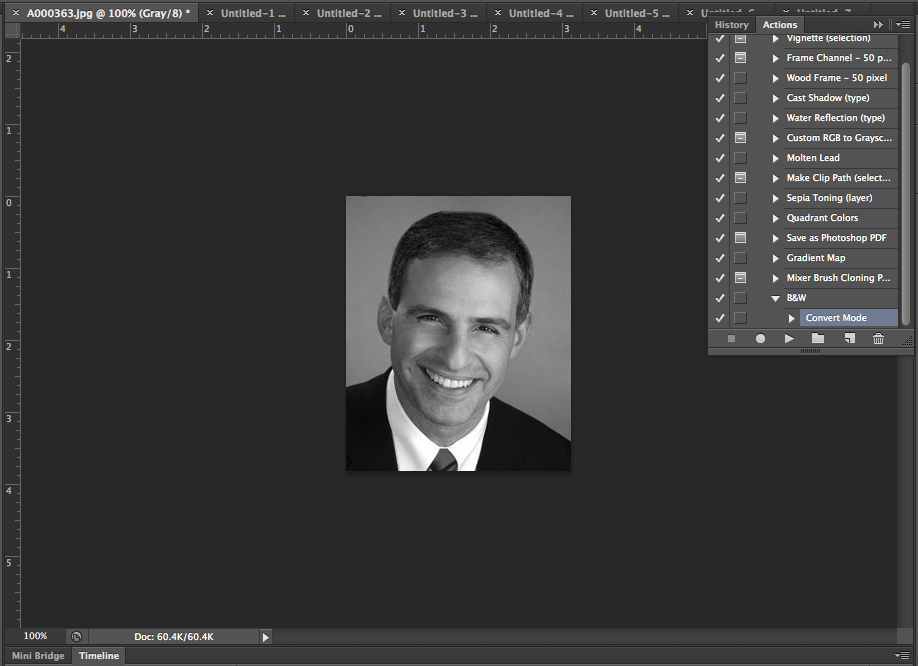 A000363.jpg @ 100% (Gray/8) *
Untitled-1 ...
Untitled-2 ...
Untitled-3 ...
Untitled-4 ...
Untitled-5 ...
4 3 2 1 0 1 2 3 4
2
1
0
1
2
3
4
5
History
Actions
Vignette (selection)
Frame Channel - 50 p...
Wood Frame - 50 pixel
Cast Shadow (type)
Water Reflection (type)
Custom RGB to Graysc...
Molten Lead
Make Clip Path (select...
Sepia Toning (layer)
Quadrant Colors
Save as Photoshop PDF
Gradient Map
Mixer Brush Cloning P...
B&W
Convert Mode
100%
Doc: 60.4K/60.4K
Mini Bridge
Timeline